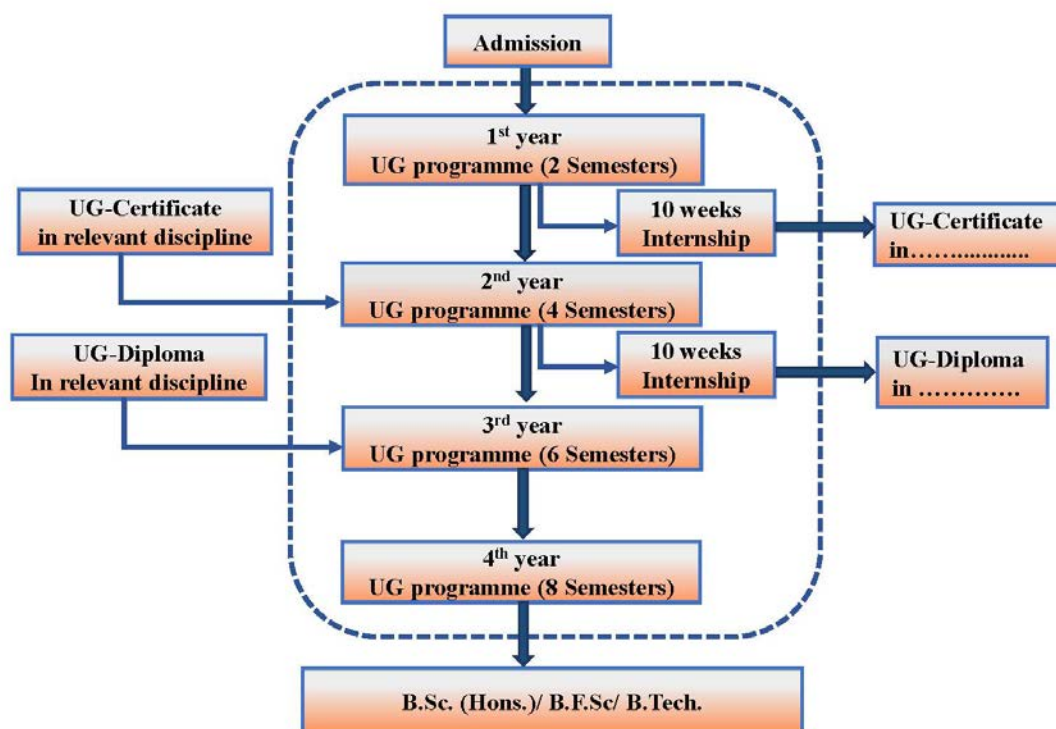 Admission
1st year
UG programme (2 Semesters)
UG-Certificate
in relevant discipline
10 weeks
Internship
UG-Certificate
in……............
2nd year
UG programme (4 Semesters)
UG-Diploma
In relevant discipline
10 weeks
Internship
UG-Diploma
in ………….
3rd year
UG programme (6 Semesters)
4th year
UG programme (8 Semesters)
B.Sc. (Hons.)/ B.F.Sc/ B.Tech.